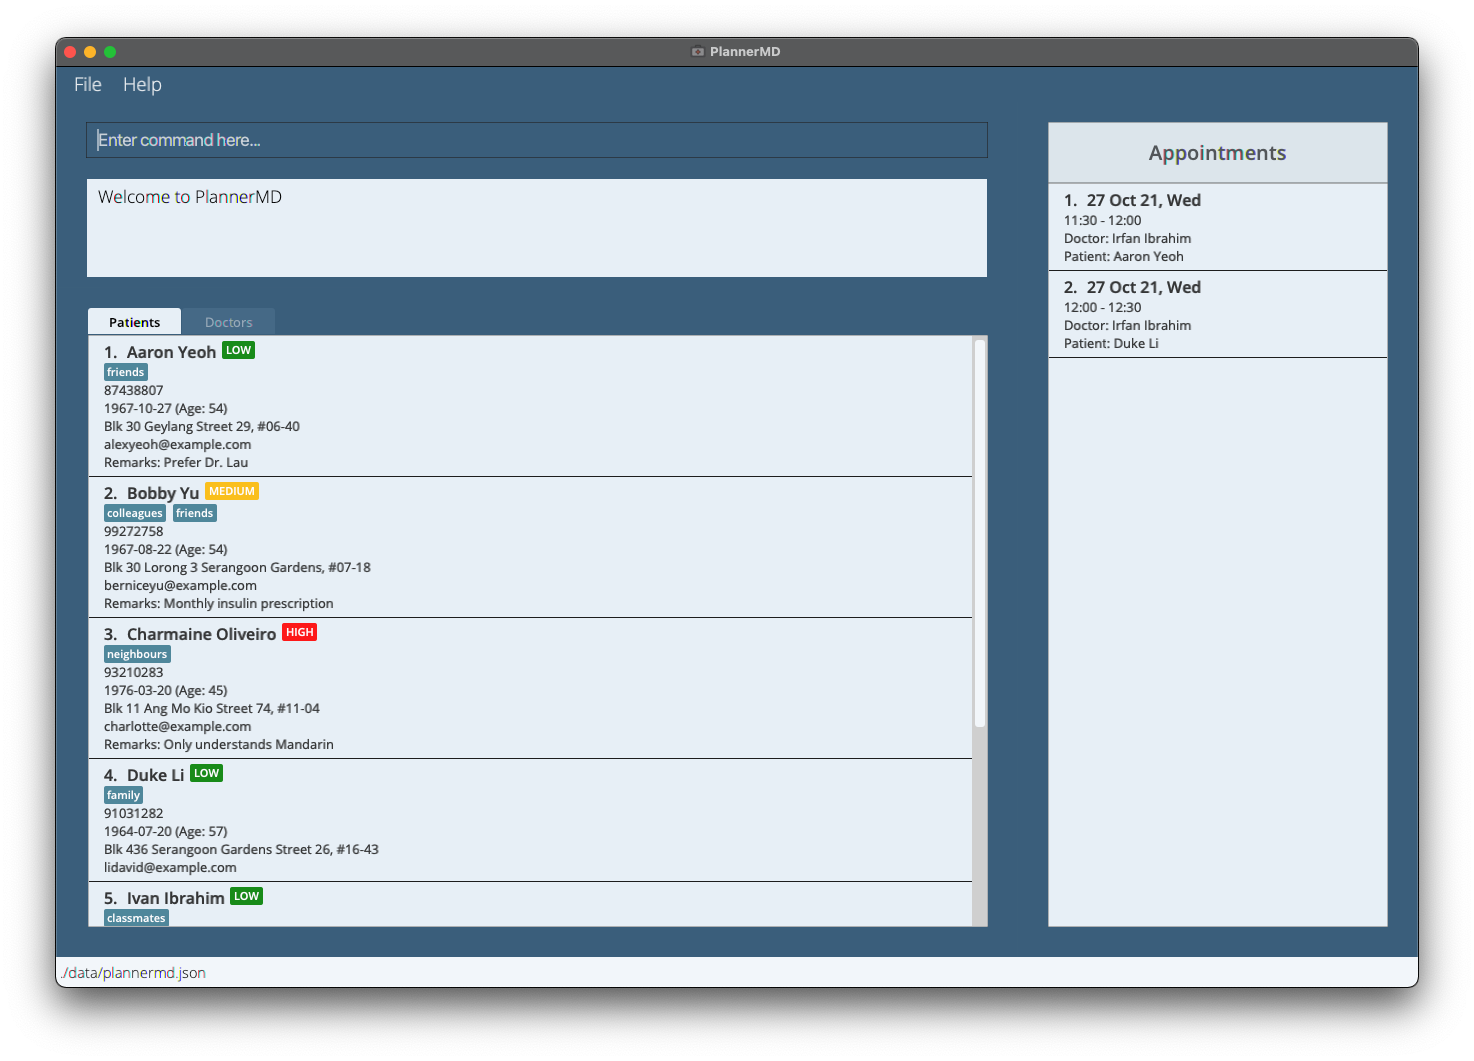 PlannerMD
File Help
Enter command here...
Welcome to PlannerMD
Patients Doctors
1. Aaron Yeoh LOW
friends
87438807
1967-10-27 (Age: 54)
Blk 30 Geylang Street 29, #06-40
alexyeoh@example.com
Remarks: Prefer Dr. Lau
2. Bobby Yu MEDIUM
colleagues friends
99272758
1967-08-22 (Age: 54)
Blk 30 Lorong 3 Serangoon Gardens, #07-18
berniceyu@example.com
Remarks: Monthly insulin prescription
3. Charmaine Oliveiro HIGH
neighbours
93210283
1976-03-20 (Age: 45)
Blk 11 Ang Mo Kio Street 74, #11-04
charlotte@example.com
Remarks: Only understands Mandarin
4. Duke Li LOW
family
91031282
1964-07-20 (Age: 57)
Blk 436 Serangoon Gardens Street 26, #16-43
lidavid@example.com
5. Ivan Ibrahim LOW
classmates
Appointments
1. 27 Oct 21, Wed
11:30 - 12:00
Doctor: Irfan Ibrahim
Patient: Aaron Yeoh
2. 27 Oct 21, Wed
12:00 - 12:30
Doctor: Irfan Ibrahim
Patient: Duke Li
./data/plannermd.json